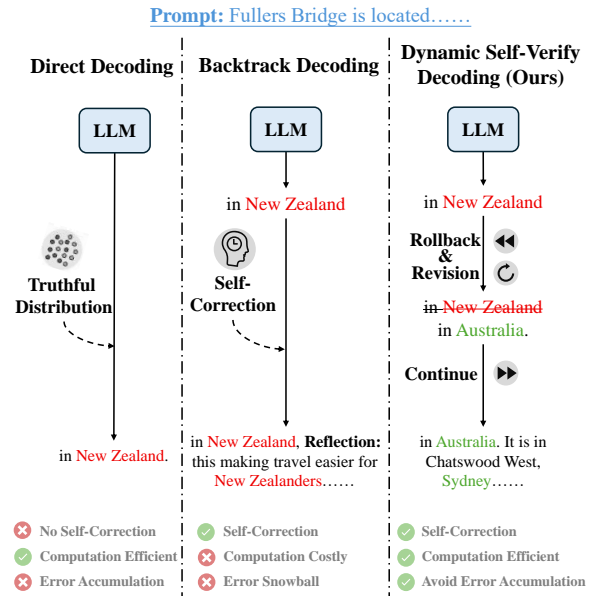 Prompt: Fullers Bridge is located……
Direct Decoding
LLM
Truthful
Distribution
in New Zealand.
No Self-Correction
Computation Efficient
Error Accumulation
Backtrack Decoding
LLM
in New Zealand
Self-
Correction
in New Zealand, Reflection:
this making travel easier for
New Zealanders……
Self-Correction
Computation Costly
Error Snowball
Dynamic Self-Verify
Decoding (Ours)
LLM
in New Zealand
Rollback
&
Revision
in New Zealand
in Australia.
Continue
in Australia. It is in
Chatswood West,
Sydney……
Self-Correction
Computation Efficient
Avoid Error Accumulation